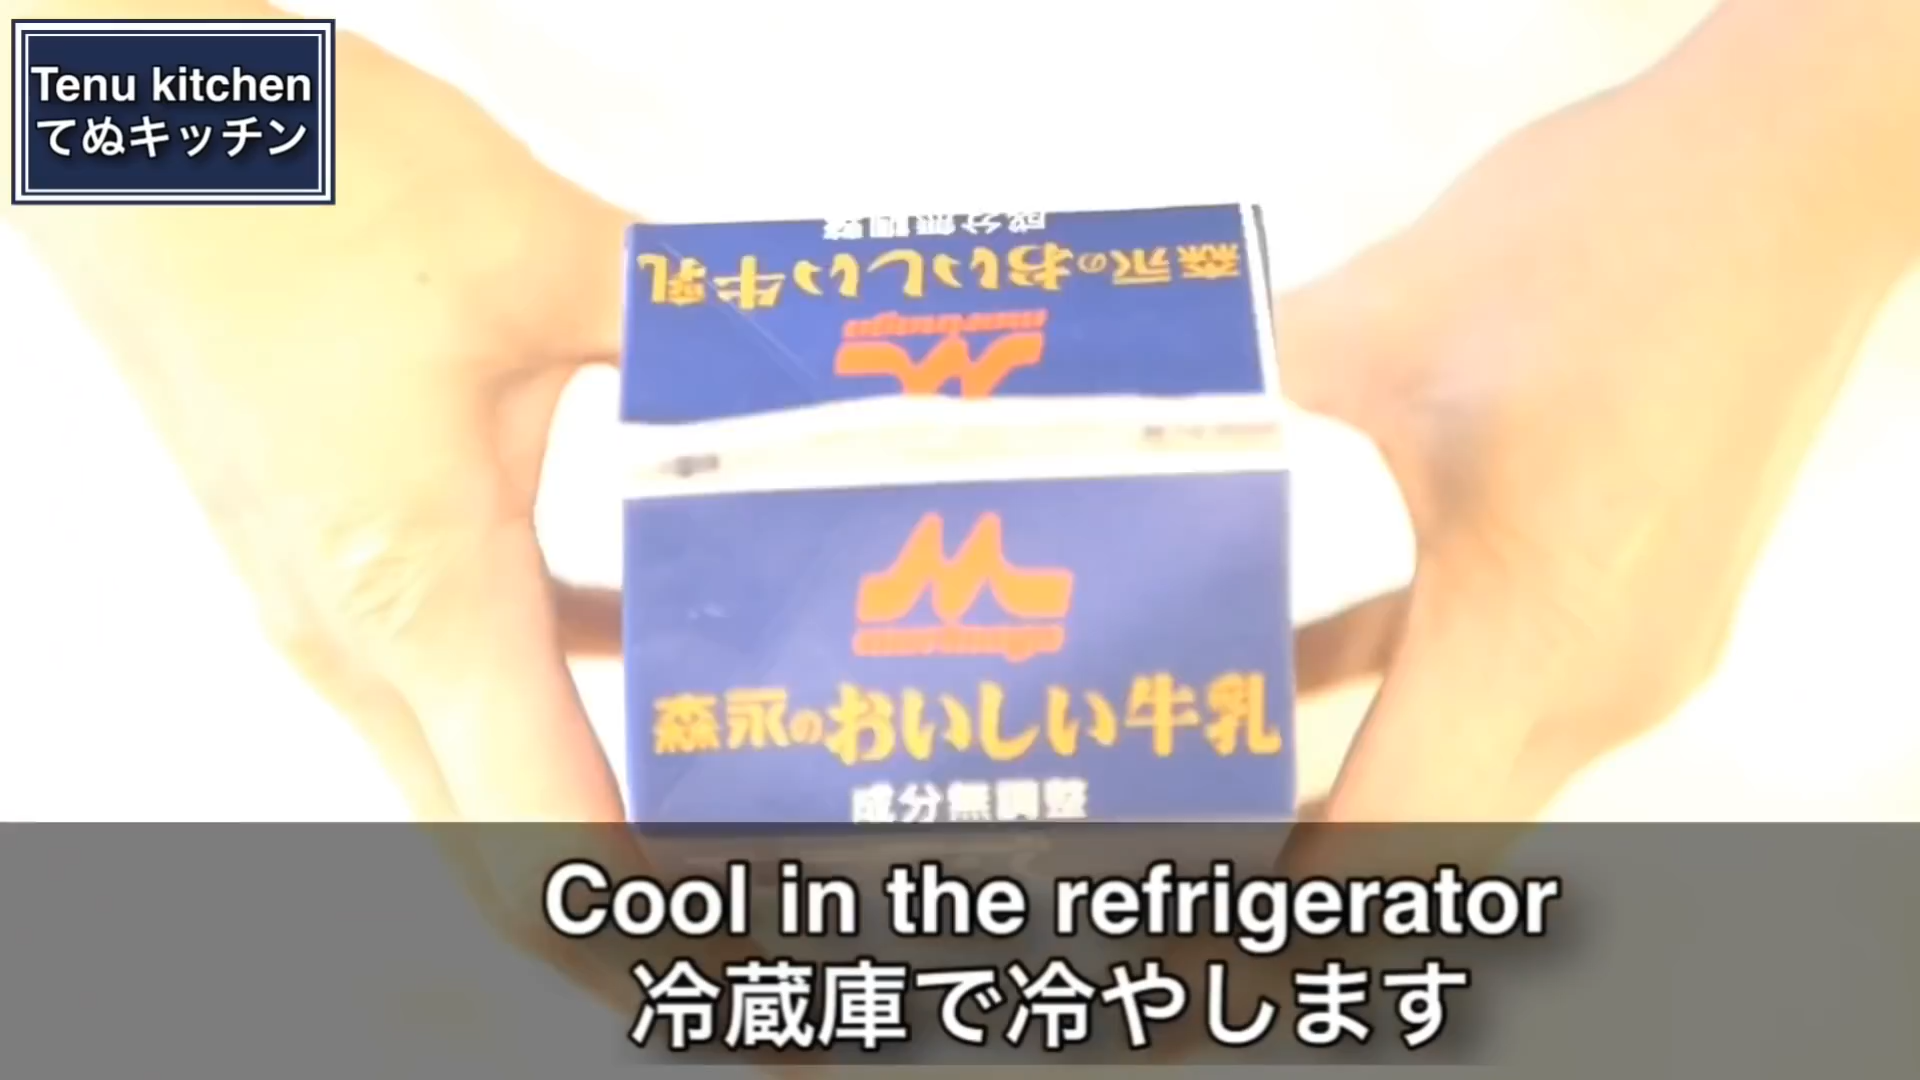 Tenu kitchen
てぬキッチン
成分無調整
森永のおいしい牛乳
morinaga
morinaga
森永のおいしい牛乳
成分無調整
Cool in the refrigerator
冷蔵庫で冷やします